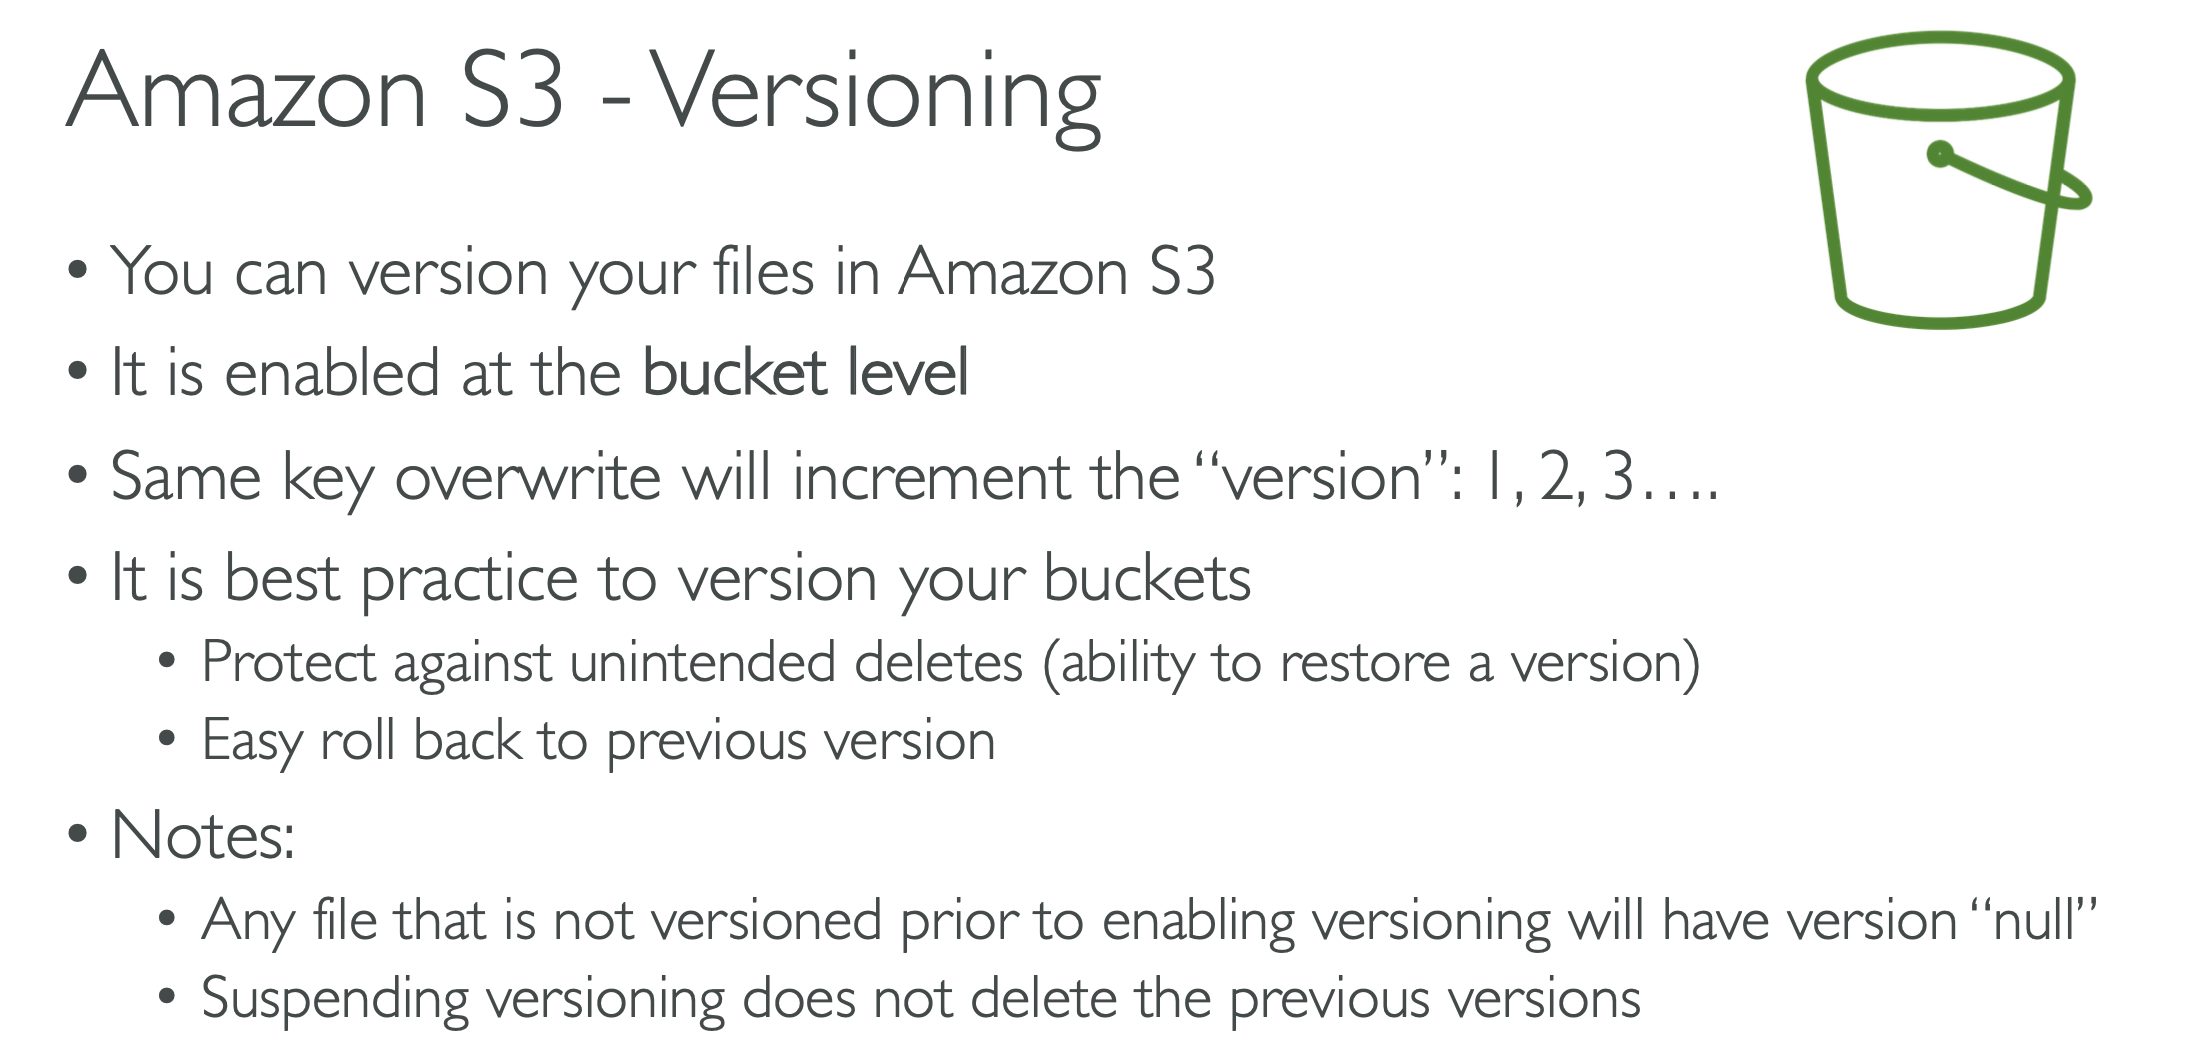 Amazon S3 - Versioning
• You can version your files in Amazon S3
• It is enabled at the bucket level
• Same key overwrite will increment the “version”: 1, 2, 3….
• It is best practice to version your buckets
• Protect against unintended deletes (ability to restore a version)
• Easy roll back to previous version
• Notes:
• Any file that is not versioned prior to enabling versioning will have version “null”
• Suspending versioning does not delete the previous versions